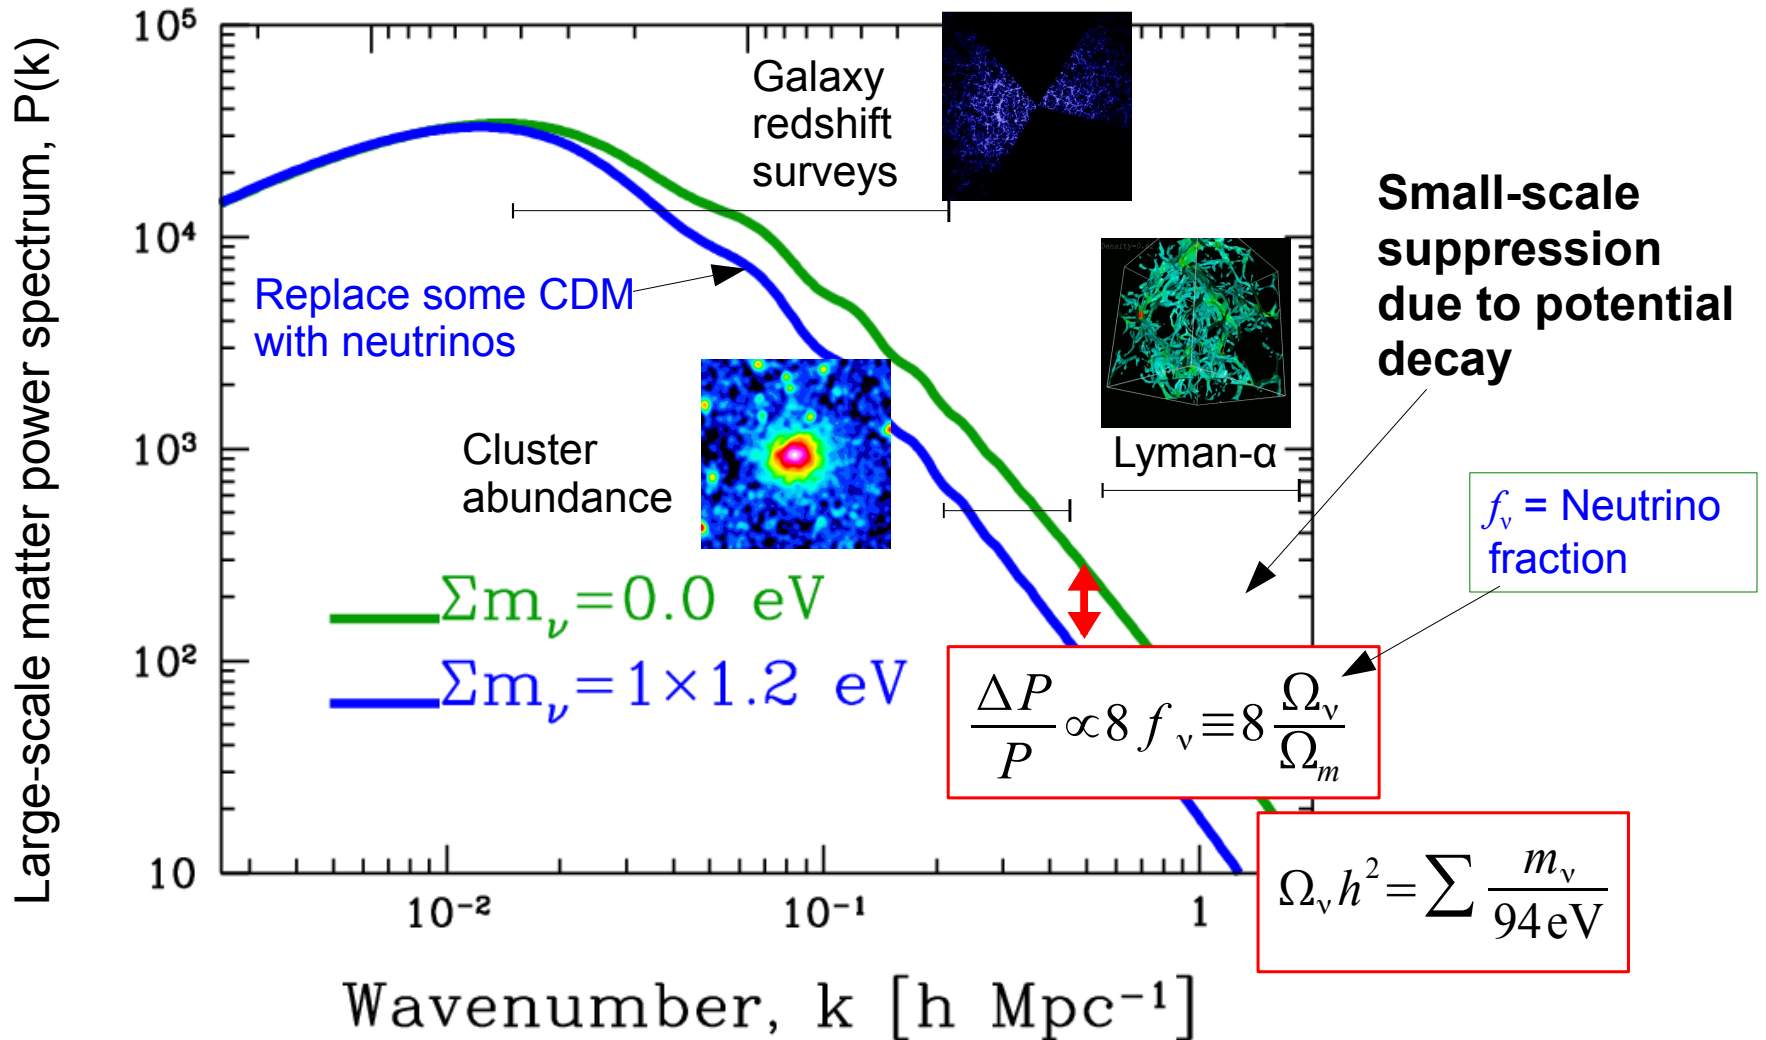 Large-scale matter power spectrum, P(k)
10⁵
10⁴
10³
10²
10
10⁻²
10⁻¹
1
Wavenumber, k [h Mpc⁻¹]
Galaxy
redshift
surveys
Replace some CDM
with neutrinos
Cluster
abundance
Lyman-α
Small-scale
suppression
due to potential
decay
f_ν = Neutrino
fraction
Σm_ν=0.0 eV
Σm_ν=1×1.2 eV
ΔP/P ∝ 8 f_ν ≡ 8 Ω_ν/Ω_m
Ω_ν h² = ∑ m_ν/94 eV